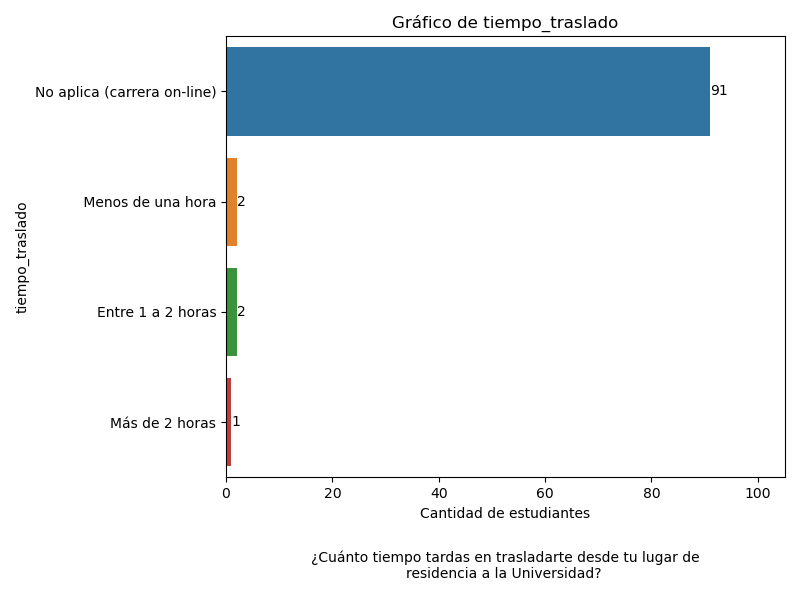 Gráfico de tiempo_traslado
No aplica (carrera on-line)
91
Menos de una hora
2
Entre 1 a 2 horas
2
Más de 2 horas
1
tiempo_traslado
0
20
40
60
80
100
Cantidad de estudiantes
¿Cuánto tiempo tardas en trasladarte desde tu lugar de
residencia a la Universidad?